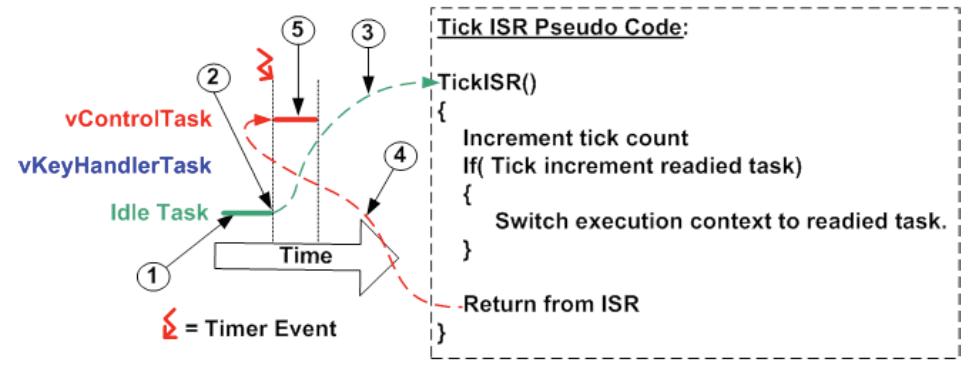 5
3
2
vControlTask
vKeyHandlerTask
4
Idle Task
1
Time
= Timer Event
Tick ISR Pseudo Code:
TickISR()
{
Increment tick count
If( Tick increment readied task)
{
Switch execution context to readied task.
}
Return from ISR
}